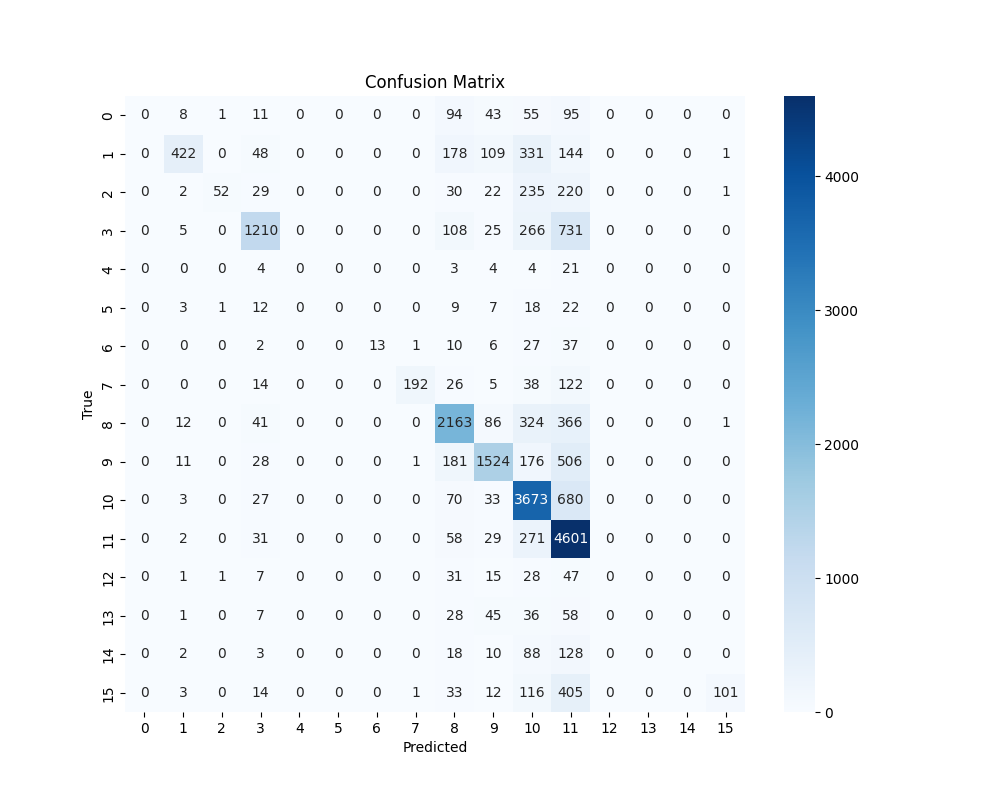 Confusion Matrix
0 0 8 1 11 0 0 0 0 94 43 55 95 0 0 0 0
1 0 422 0 48 0 0 0 0 178 109 331 144 0 0 0 1
2 0 2 52 29 0 0 0 0 30 22 235 220 0 0 0 1
3 0 5 0 1210 0 0 0 0 108 25 266 731 0 0 0 0
4 0 0 0 4 0 0 0 0 3 4 4 21 0 0 0 0
5 0 3 1 12 0 0 0 0 9 7 18 22 0 0 0 0
6 0 0 0 2 0 0 13 1 10 6 27 37 0 0 0 0
7 0 0 0 14 0 0 0 192 26 5 38 122 0 0 0 0
8 0 12 0 41 0 0 0 0 2163 86 324 366 0 0 0 1
9 0 11 0 28 0 0 0 1 181 1524 176 506 0 0 0 0
10 0 3 0 27 0 0 0 0 70 33 3673 680 0 0 0 0
11 0 2 0 31 0 0 0 0 58 29 271 4601 0 0 0 0
12 0 1 1 7 0 0 0 0 31 15 28 47 0 0 0 0
13 0 1 0 7 0 0 0 0 28 45 36 58 0 0 0 0
14 0 2 0 3 0 0 0 0 18 10 88 128 0 0 0 0
15 0 3 0 14 0 0 0 1 33 12 116 405 0 0 0 101
0 1 2 3 4 5 6 7 8 9 10 11 12 13 14 15
Predicted
True
4000
3000
2000
1000
0